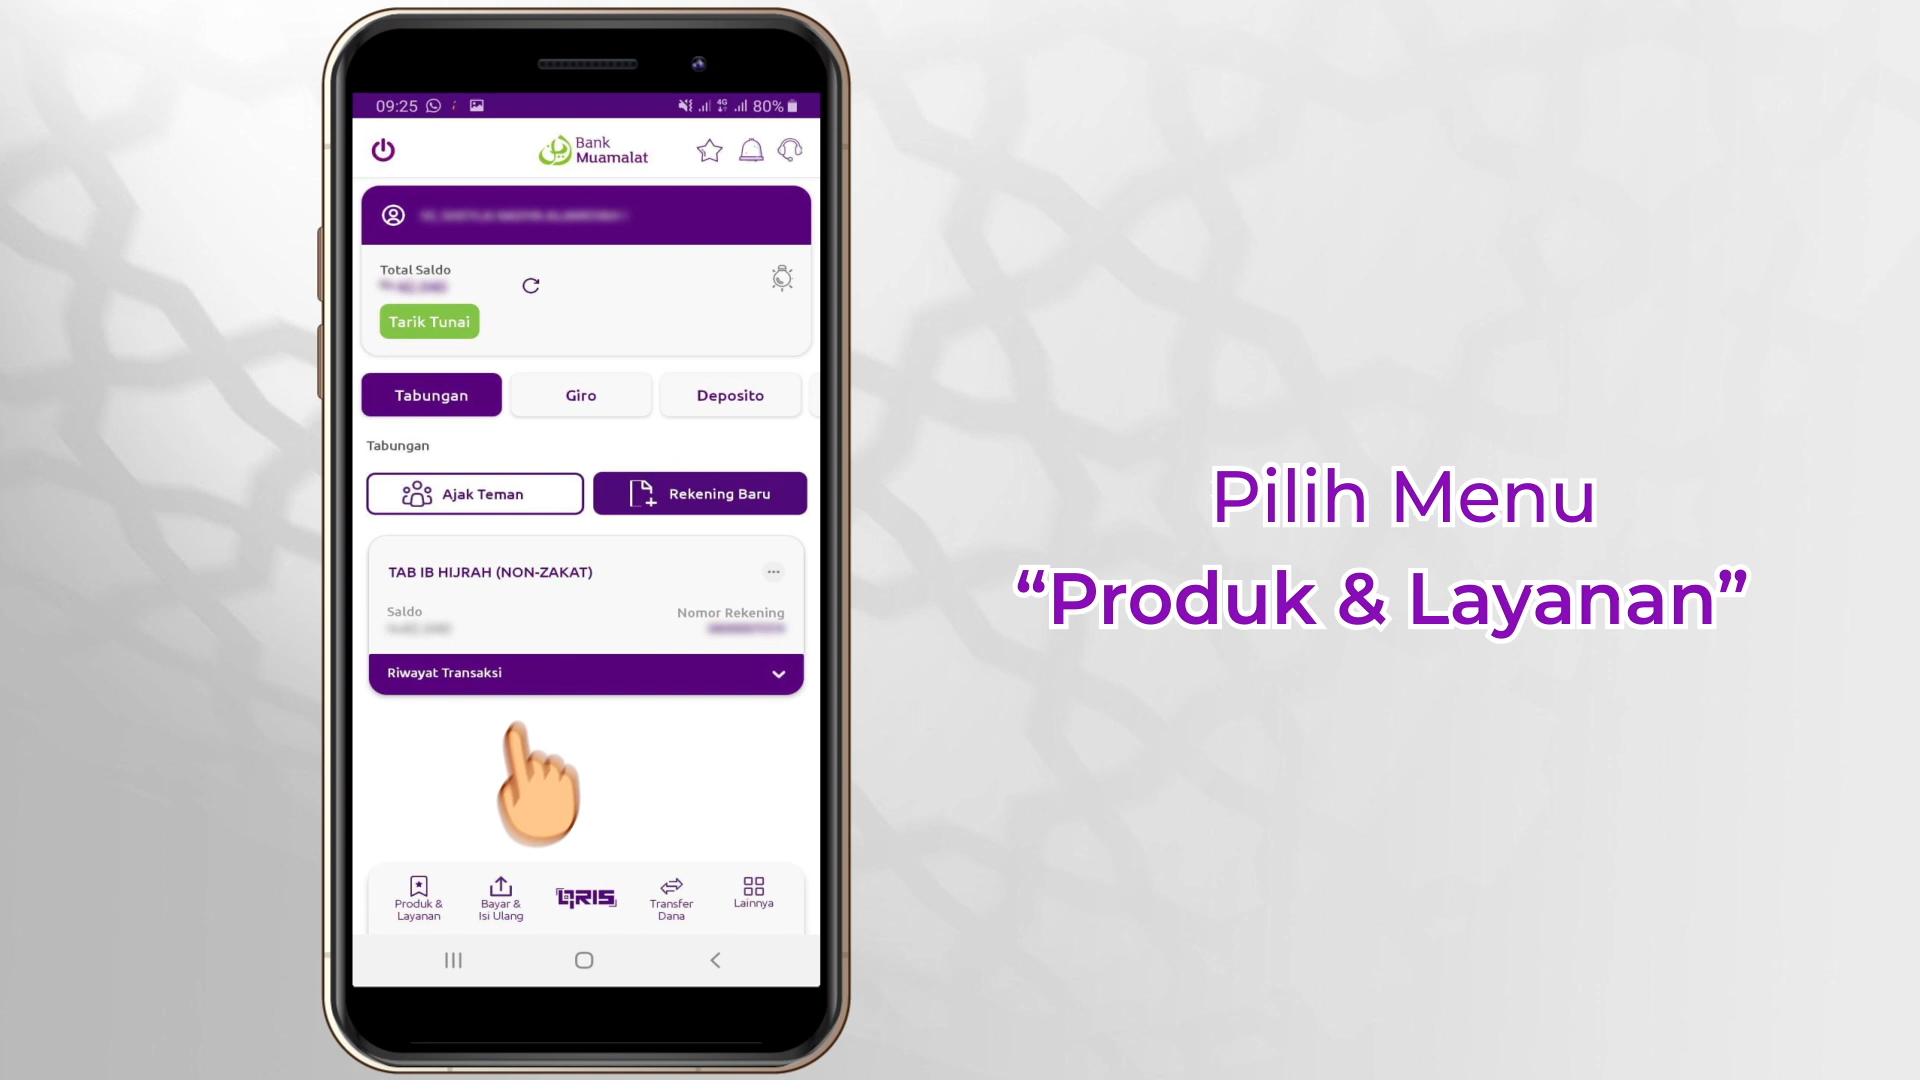 09:25
4G
80%
Bank
Muamalat
Total Saldo
Tarik Tunai
Tabungan
Giro
Deposito
Tabungan
Ajak Teman
Rekening Baru
TAB IB HIJRAH (NON-ZAKAT)
Saldo
Nomor Rekening
Riwayat Transaksi
Produk &
Layanan
Bayar &
Isi Ulang
QRIS
Transfer
Dana
Lainnya
Pilih Menu
“Produk & Layanan”